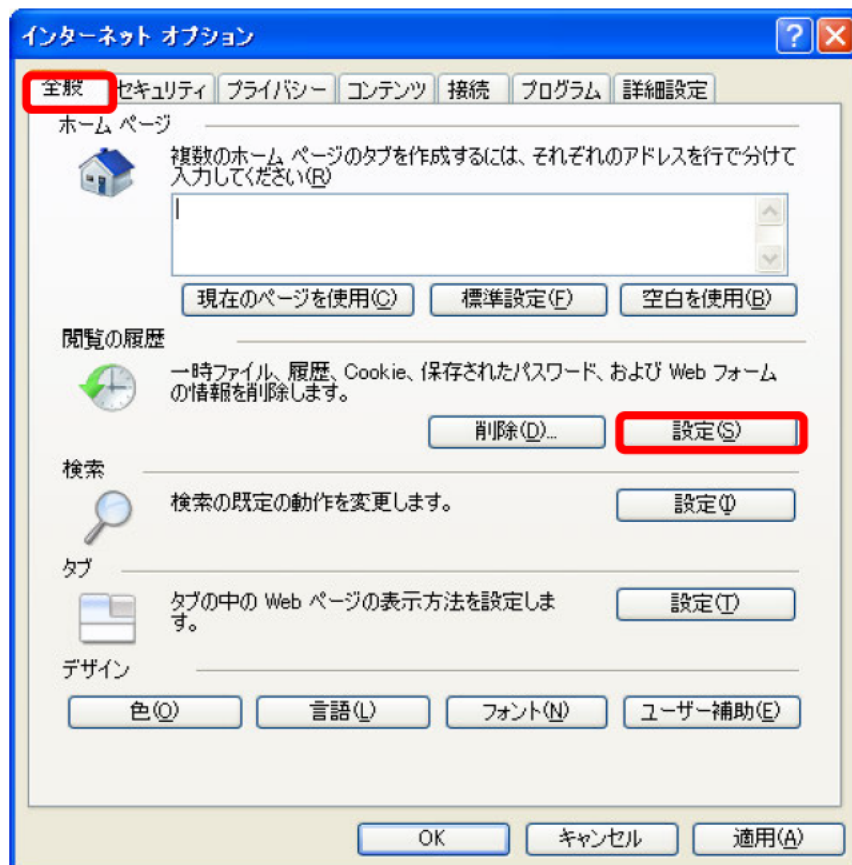 インターネット オプション
全般 セキュリティ プライバシー コンテンツ 接続 プログラム 詳細設定
ホーム ページ
複数のホーム ページのタブを作成するには、それぞれのアドレスを行で分けて
入力してください(R)
現在のページを使用(C) 標準設定(F) 空白を使用(B)
閲覧の履歴
一時ファイル、履歴、Cookie、保存されたパスワード、および Web フォーム
の情報を削除します。
削除(D)... 設定(S)
検索
検索の既定の動作を変更します。
設定(I)
タブ
タブの中の Web ページの表示方法を設定しま
す。
設定(T)
デザイン
色(O) 言語(L) フォント(N) ユーザー補助(E)
OK キャンセル 適用(A)